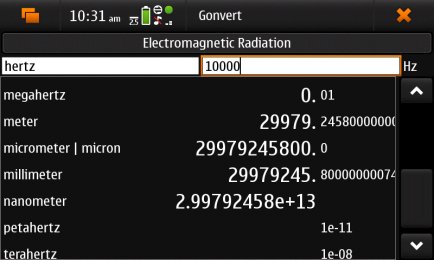 10:31 am 23 Gonvert
Electromagnetic Radiation
hertz 10000 Hz
megahertz 0. 01
meter 29979. 24580000000
micrometer | micron 29979245800. 0
millimeter 29979245. 80000000074
nanometer 2.99792458e+13
petahertz 1e-11
terahertz 1e-08